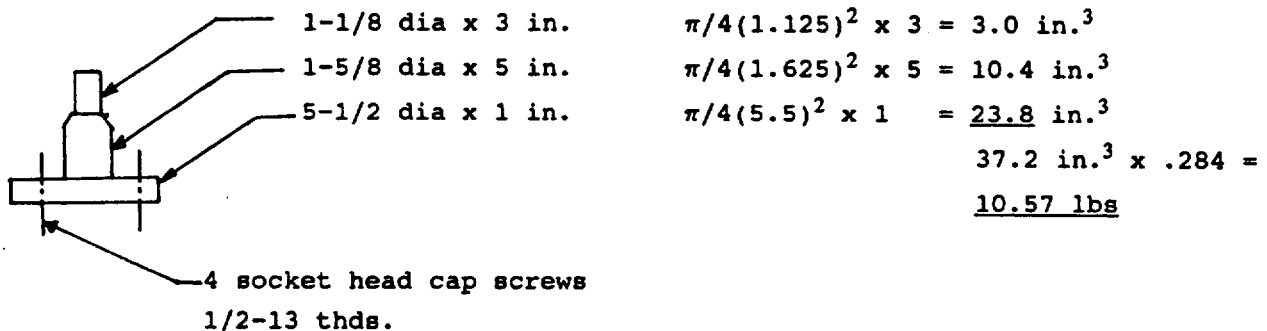 1-1/8 dia x 3 in. π/4(1.125)² x 3 = 3.0 in.³
1-5/8 dia x 5 in. π/4(1.625)² x 5 = 10.4 in.³
5-1/2 dia x 1 in. π/4(5.5)² x 1 = 23.8 in.³
37.2 in.³ x .284 =
10.57 lbs
4 socket head cap screws
1/2-13 thds.